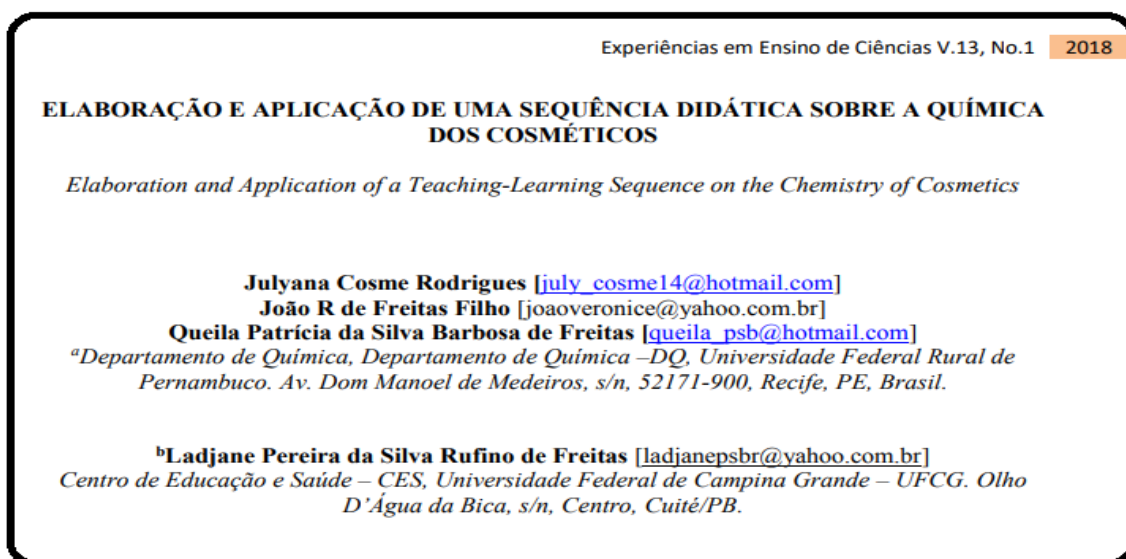 Experiências em Ensino de Ciências V.13, No.1 2018
ELABORAÇÃO E APLICAÇÃO DE UMA SEQUÊNCIA DIDÁTICA SOBRE A QUÍMICA
DOS COSMÉTICOS
Elaboration and Application of a Teaching-Learning Sequence on the Chemistry of Cosmetics
Julyana Cosme Rodrigues [july_cosme14@hotmail.com]
João R de Freitas Filho [joaoveronice@yahoo.com.br]
Queila Patrícia da Silva Barbosa de Freitas [queila_psb@hotmail.com]
aDepartamento de Química, Departamento de Química –DQ, Universidade Federal Rural de
Pernambuco. Av. Dom Manoel de Medeiros, s/n, 52171-900, Recife, PE, Brasil.
bLadjane Pereira da Silva Rufino de Freitas [ladjanepsbr@yahoo.com.br]
Centro de Educação e Saúde – CES, Universidade Federal de Campina Grande – UFCG. Olho
D’Água da Bica, s/n, Centro, Cuité/PB.